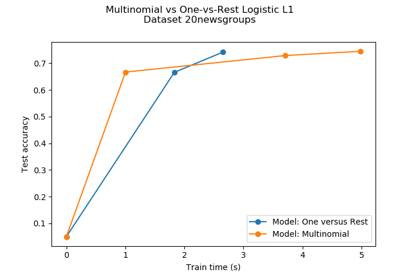 Multinomial vs One-vs-Rest Logistic L1
Dataset 20newsgroups
0.7
0.6
0.5
0.4
0.3
0.2
0.1
Test accuracy
0 1 2 3 4 5
Train time (s)
Model: One versus Rest
Model: Multinomial